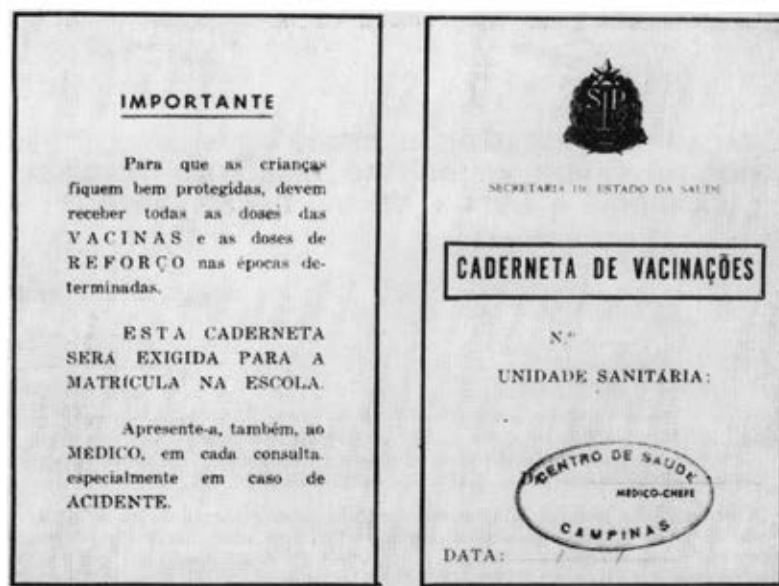 IMPORTANTE
Para que as crianças
fiquem bem protegidas, devem
receber todas as doses das
VACINAS e as doses de
REFORÇO nas épocas de-
terminadas.
ESTA CADERNETA
SERÁ EXIGIDA PARA A
MATRÍCULA NA ESCOLA.
Apresente-a, também, ao
MÉDICO, em cada consulta
especialmente em caso de
ACIDENTE.
SP
SECRETARIA DE ESTADO DA SAÚDE
CADERNETA DE VACINAÇÕES
N.º
UNIDADE SANITÁRIA:
CENTRO DE SAUDE
MÉDICO-CHEFE
CAMPINAS
DATA: / /